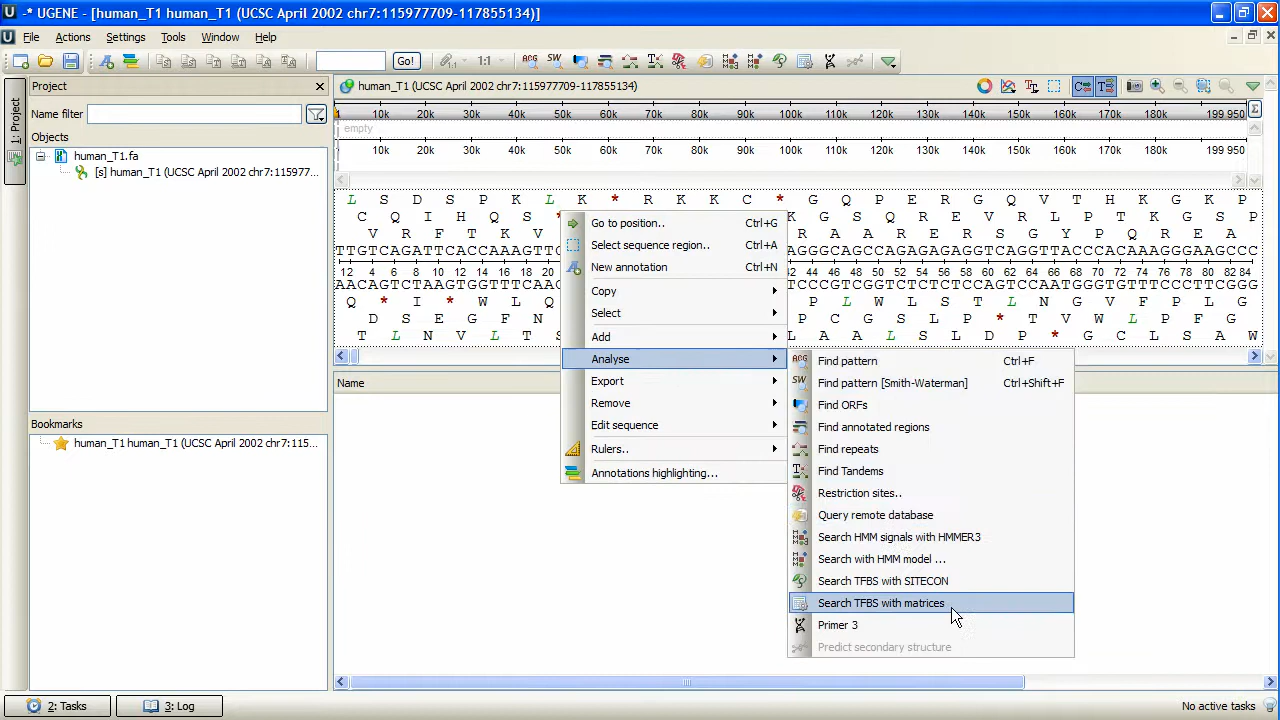 -* UGENE - [human_T1 human_T1 (UCSC April 2002 chr7:115977709-117855134)]
File Actions Settings Tools Window Help
Go! 1:1
Project
Name filter
Objects
human_T1.fa
[s] human_T1 (UCSC April 2002 chr7:115977...
Bookmarks
human_T1 human_T1 (UCSC April 2002 chr7:115...
1: Project
human_T1 (UCSC April 2002 chr7:115977709-117855134)
1 10k 20k 30k 40k 50k 60k 70k 80k 90k 100k 110k 120k 130k 140k 150k 160k 170k 180k 199 950
empty
10k 20k 30k 40k 50k 60k 70k 80k 90k 100k 110k 120k 130k 140k 150k 160k 170k 180k 199 950
L S D S P K L K * R K K C * G Q P E R G Q V T H K G K P
C Q I H Q S * K G S Q R E V R L P T K G S P
V R F T K V G A R E R S G Y P Q R E A
TTGTCAGATTCACCAAAGTT AGGGCAGCCAGAGAGAGGTCAGGTTACCCACAAAGGGAAGCCC
1 2 4 6 8 10 12 14 16 18 20 42 44 46 48 50 52 54 56 58 60 62 64 66 68 70 72 74 76 78 80 82 84
AACAGTCTAAGTGGTTTCAA TCCCGTCGGTCTCTCTCCAGTCCAATGGGTGTTTCCCTTCGGG
Q * I * W L Q P L W L S T L N G V F P L G
D S E G F N P C G S L P * T V W L P F G
T L N V L T L A A L S L D P * G C L S A W
Go to position.. Ctrl+G
Select sequence region.. Ctrl+A
New annotation Ctrl+N
Copy
Select
Add
Analyse
Export
Remove
Edit sequence
Rulers..
Annotations highlighting...
Find pattern Ctrl+F
Find pattern [Smith-Waterman] Ctrl+Shift+F
Find ORFs
Find annotated regions
Find repeats
Find Tandems
Restriction sites..
Query remote database
Search HMM signals with HMMER3
Search with HMM model ...
Search TFBS with SITECON
Search TFBS with matrices
Primer 3
Predict secondary structure
Name
2: Tasks
3: Log
No active tasks